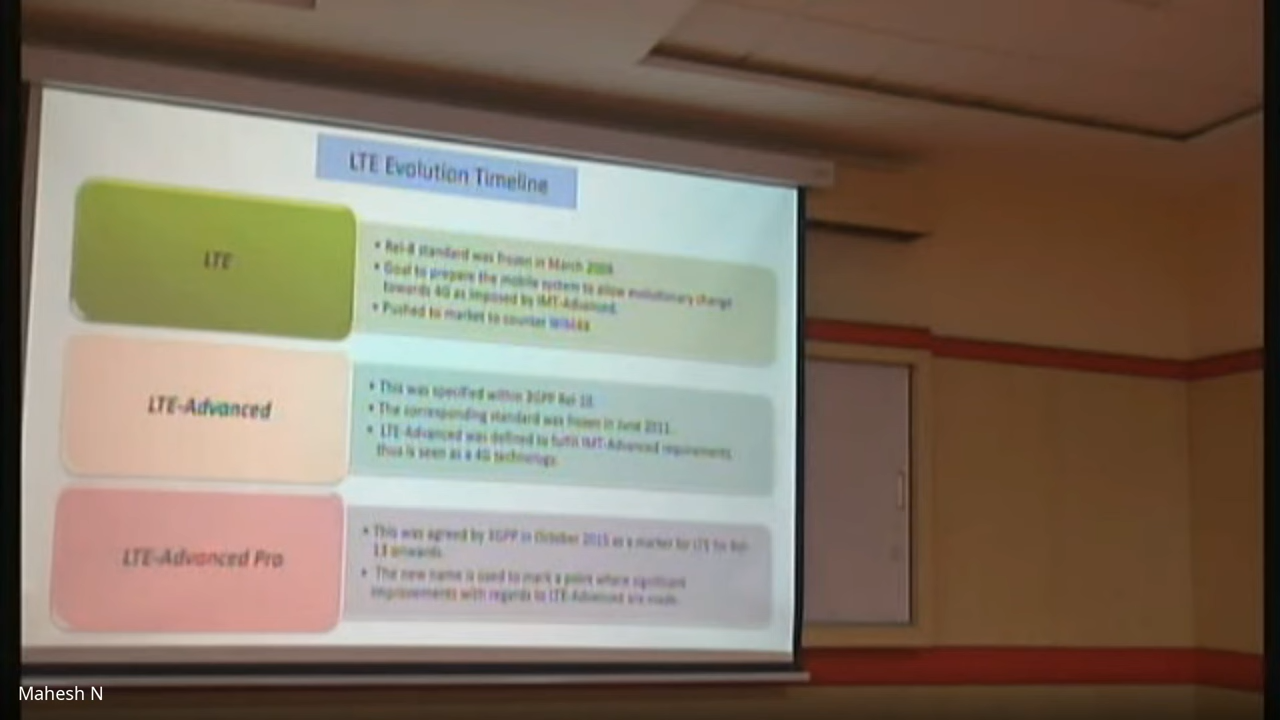 LTE Evolution Timeline
LTE
• Rel-8 standard was frozen in March 2009
• Goal to prepare the mobile system to allow evolutionary change
towards 4G as imposed by IMT-Advanced.
• Pushed to market to counter WiMAX
LTE-Advanced
• This was specified within 3GPP Rel-10.
• The corresponding standard was frozen in June 2011.
• LTE-Advanced was defined to fulfil IMT-Advanced requirements
thus is seen as a 4G technology.
LTE-Advanced Pro
• This was agreed by 3GPP in October 2015 as a marker for LTE for Rel-
13 onwards.
• The new name is used to mark a point where significant
improvements with regards to LTE-Advanced are made.
Mahesh N